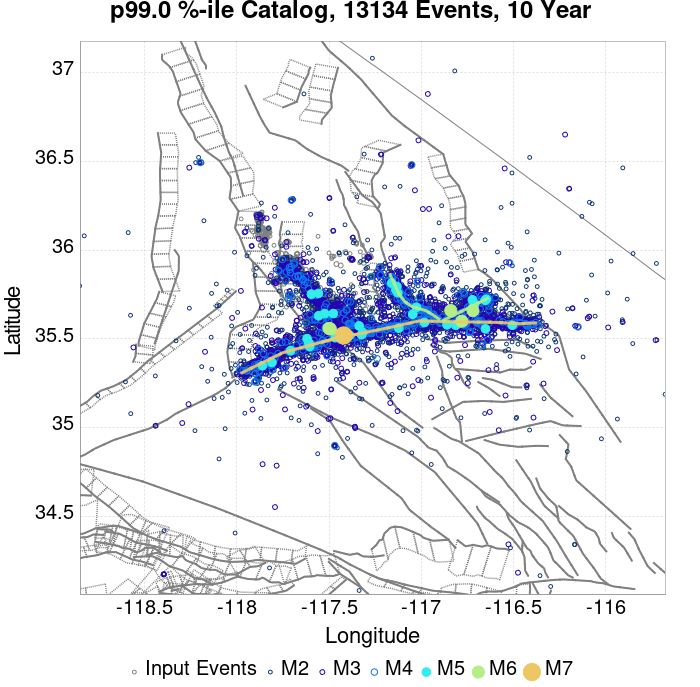 p99.0 %-ile Catalog, 13134 Events, 10 Year
37
36.5
36
35.5
35
34.5
Latitude
-118.5 -118 -117.5 -117 -116.5 -116
Longitude
Input Events M2 M3 M4 M5 M6 M7